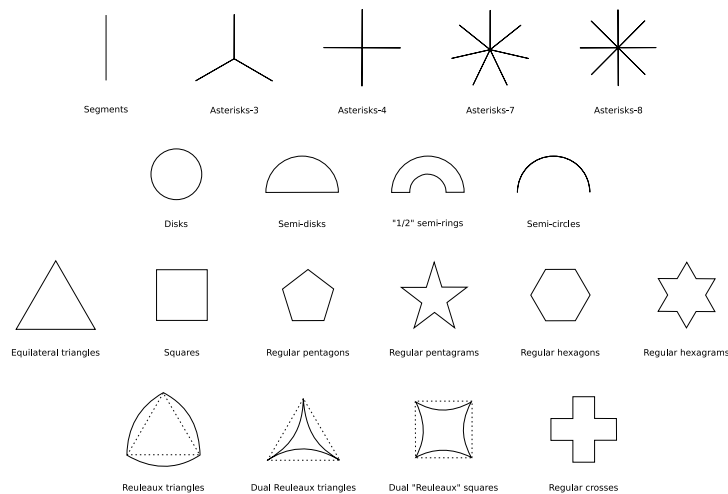 Segments
Asterisks-3
Asterisks-4
Asterisks-7
Asterisks-8
Disks
Semi-disks
"1/2" semi-rings
Semi-circles
Equilateral triangles
Squares
Regular pentagons
Regular pentagrams
Regular hexagons
Regular hexagrams
Reuleaux triangles
Dual Reuleaux triangles
Dual "Reuleaux" squares
Regular crosses